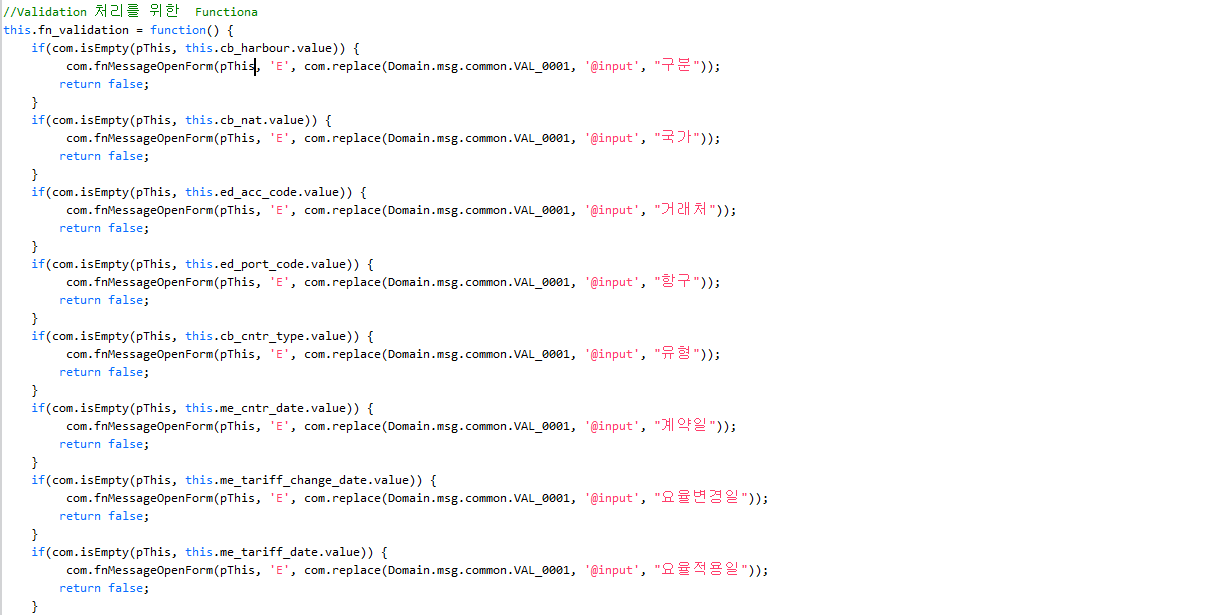 //Validation 처리를 위한  Functiona
this.fn_validation = function() {
    if(com.isEmpty(pThis, this.cb_harbour.value)) {
         com.fnMessageOpenForm(pThis, 'E', com.replace(Domain.msg.common.VAL_0001, '@input', "구분"));
        return false;
    }
    if(com.isEmpty(pThis, this.cb_nat.value)) {
         com.fnMessageOpenForm(pThis, 'E', com.replace(Domain.msg.common.VAL_0001, '@input', "국가"));
        return false;
    }
    if(com.isEmpty(pThis, this.ed_acc_code.value)) {
         com.fnMessageOpenForm(pThis, 'E', com.replace(Domain.msg.common.VAL_0001, '@input', "거래처"));
        return false;
    }
    if(com.isEmpty(pThis, this.ed_port_code.value)) {
         com.fnMessageOpenForm(pThis, 'E', com.replace(Domain.msg.common.VAL_0001, '@input', "항구"));
        return false;
    }
    if(com.isEmpty(pThis, this.cb_cntr_type.value)) {
         com.fnMessageOpenForm(pThis, 'E', com.replace(Domain.msg.common.VAL_0001, '@input', "유형"));
        return false;
    }
    if(com.isEmpty(pThis, this.me_cntr_date.value)) {
         com.fnMessageOpenForm(pThis, 'E', com.replace(Domain.msg.common.VAL_0001, '@input', "계약일"));
        return false;
    }
    if(com.isEmpty(pThis, this.me_tariff_change_date.value)) {
         com.fnMessageOpenForm(pThis, 'E', com.replace(Domain.msg.common.VAL_0001, '@input', "요율변경일"));
        return false;
    }
    if(com.isEmpty(pThis, this.me_tariff_date.value)) {
         com.fnMessageOpenForm(pThis, 'E', com.replace(Domain.msg.common.VAL_0001, '@input', "요율적용일"));
        return false;
    }